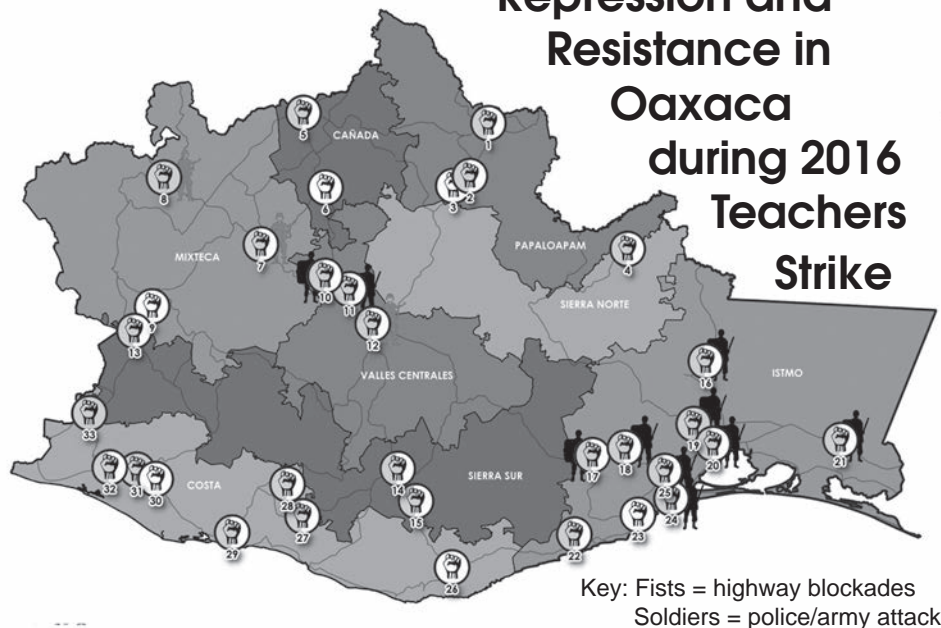 Repression and
Resistance in
Oaxaca
during 2016
Teachers
Strike
CAÑADA
5
1
8
6
3
2
MIXTECA
7
PAPALOAPAM
4
10
11
SIERRA NORTE
9
12
13
VALLES CENTRALES
16
ISTMO
33
19
20
21
17
18
32
31
30
COSTA
28
14
SIERRA SUR
25
15
27
24
29
22
23
26
Key: Fists = highway blockades
Soldiers = police/army attack